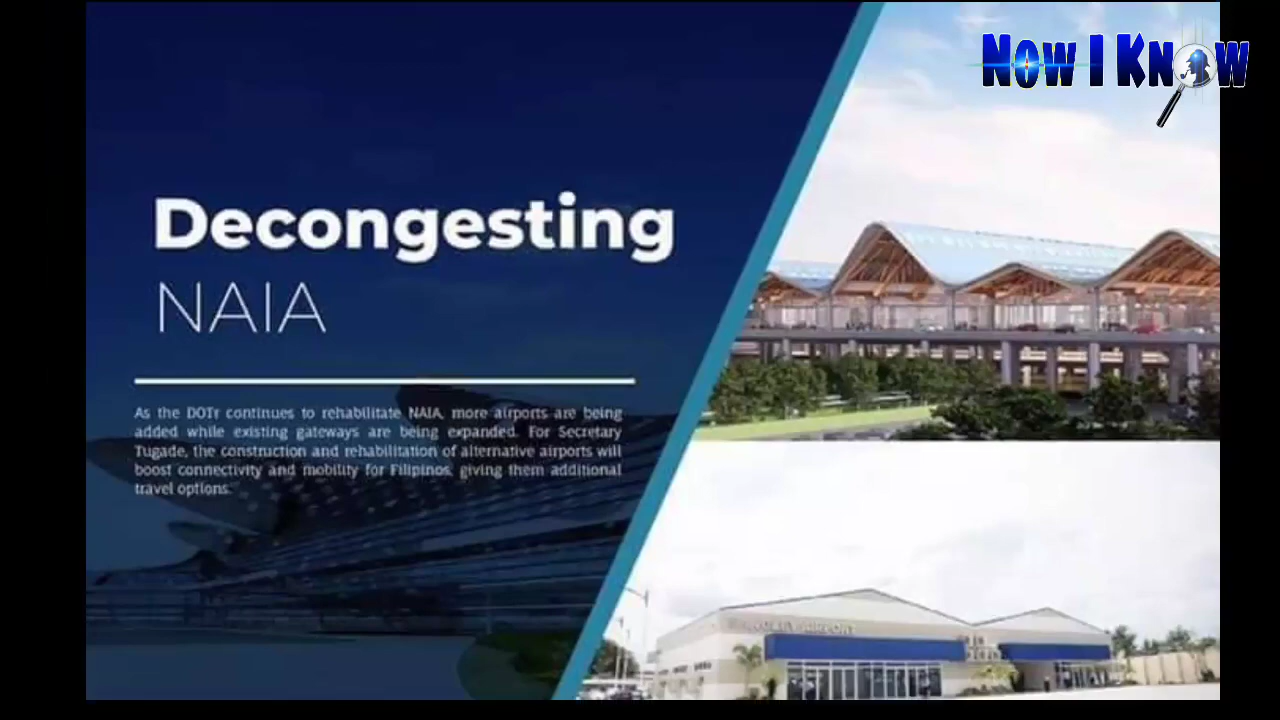 Now I Know
Decongesting
NAIA
As the DOTr continues to rehabilitate NAIA, more airports are being
added while existing gateways are being expanded. For Secretary
Tugade, the construction and rehabilitation of alternative airports will
boost connectivity and mobility for Filipinos, giving them additional
travel options.
AIRPORT